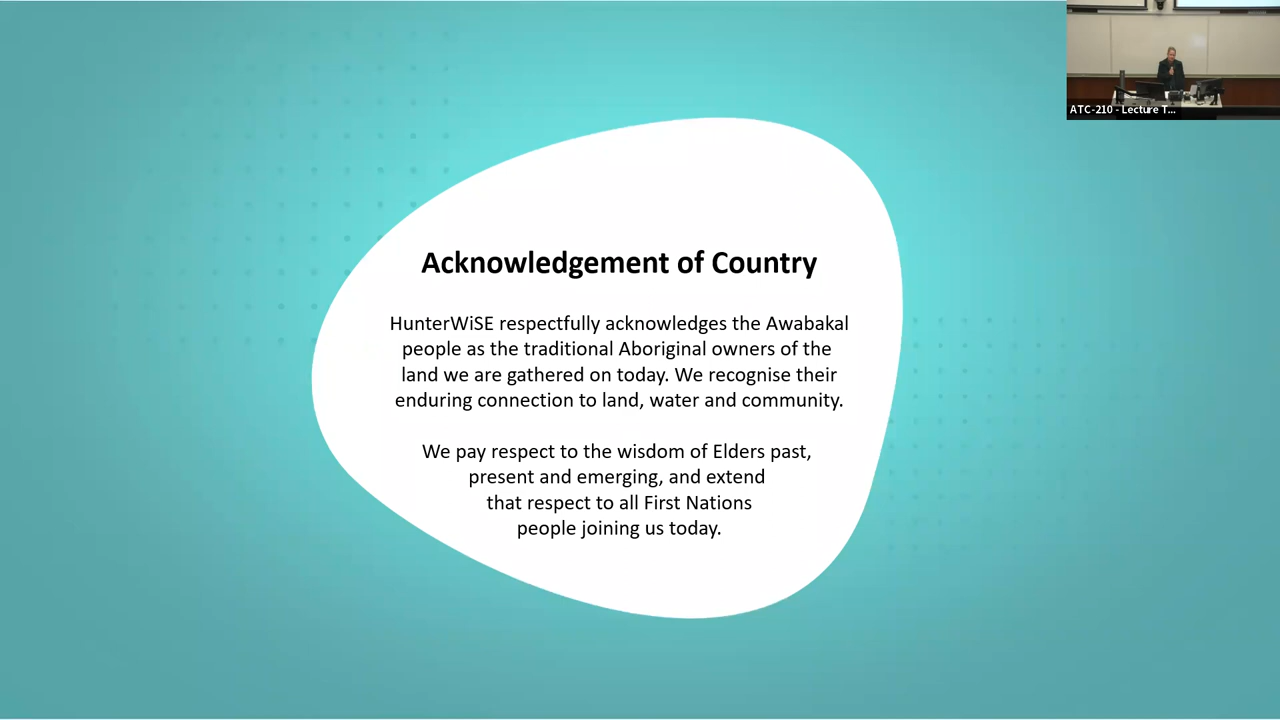 ATC-210 - Lecture T...
Acknowledgement of Country
HunterWiSE respectfully acknowledges the Awabakal
people as the traditional Aboriginal owners of the
land we are gathered on today. We recognise their
enduring connection to land, water and community.
We pay respect to the wisdom of Elders past,
present and emerging, and extend
that respect to all First Nations
people joining us today.